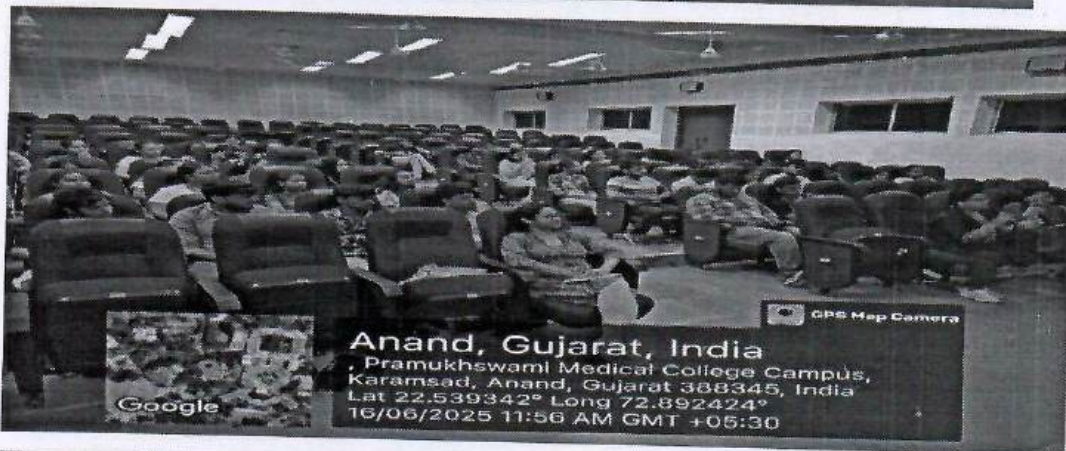 GPS Map Camera
Anand, Gujarat, India
, Pramukhswami Medical College Campus,
Karamsad, Anand, Gujarat 388345, India
Lat 22.539342° Long 72.892424°
16/06/2025 11:56 AM GMT +05:30
Google